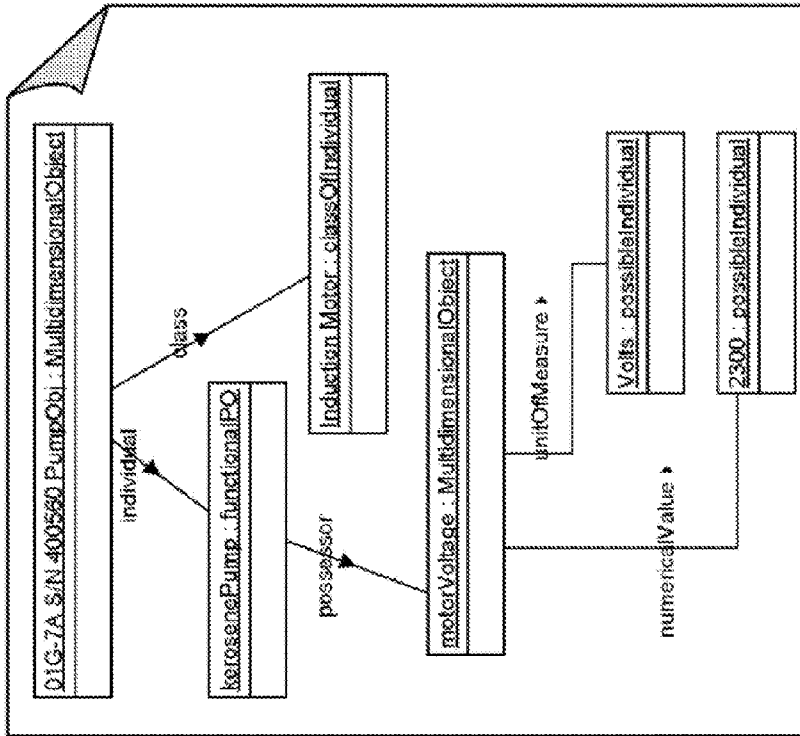 01G-7A S/N 400560 PumpObj : MultidimensionalObject
individual
class
kerosenePump : functionalPO
Induction Motor : classOfIndividual
possessor
motorVoltage : MultidimensionalObject
unitOfMeasure ▸
numericalValue ▸
Volts : possibleIndividual
2300 : possibleIndividual